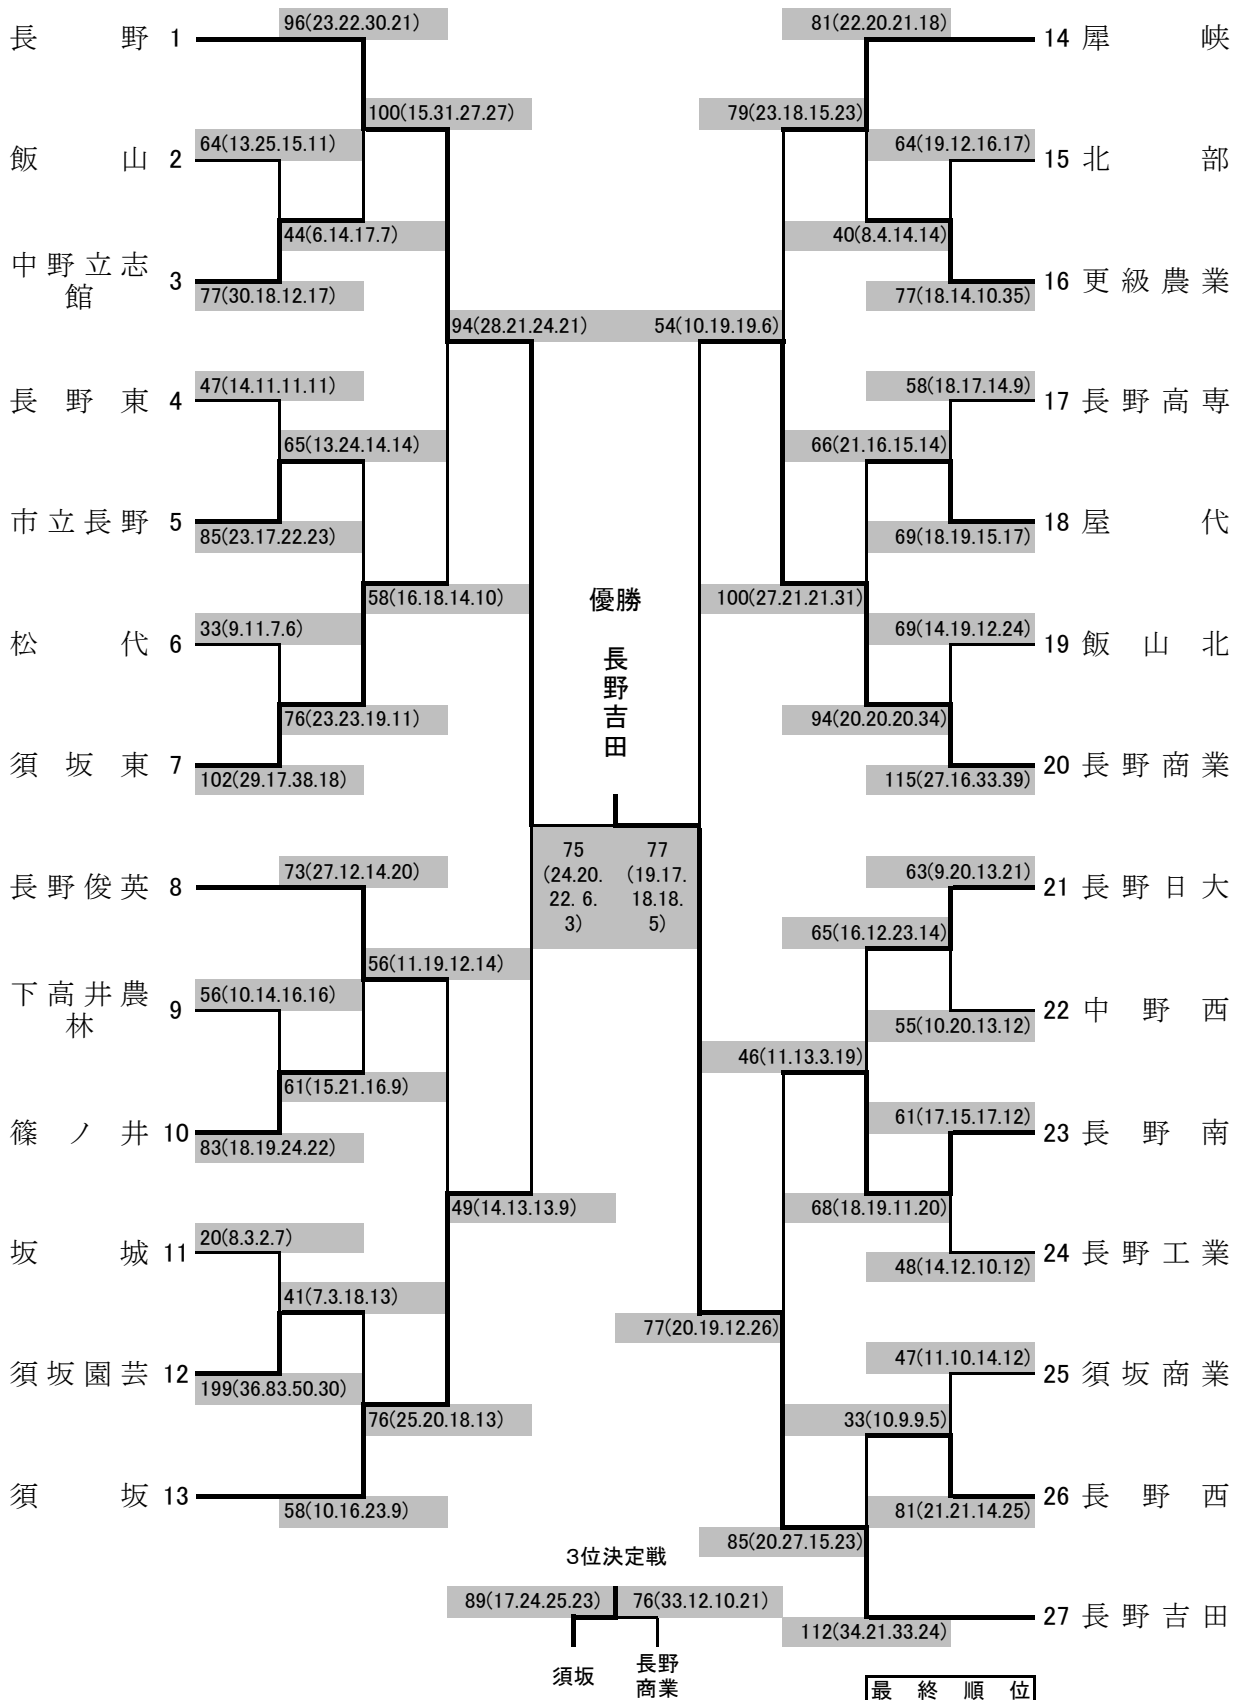 96(23.22.30.21)
81(22.20.21.18)
長野 1
14 犀峡
100(15.31.27.27)
79(23.18.15.23)
64(13.25.15.11)
64(19.12.16.17)
飯山 2
15 北部
44(6.14.17.7)
40(8.4.14.14)
中野立志
館
3
16 更級農業
77(30.18.12.17)
77(18.14.10.35)
94(28.21.24.21)
54(10.19.19.6)
47(14.11.11.11)
58(18.17.14.9)
長野東 4
17 長野高専
65(13.24.14.14)
66(21.16.15.14)
市立長野 5
18 屋代
85(23.17.22.23)
69(18.19.15.17)
58(16.18.14.10)
優勝
100(27.21.21.31)
33(9.11.7.6)
69(14.19.12.24)
松代 6
19 飯山北
長野吉田
76(23.23.19.11)
94(20.20.20.34)
須坂東 7
20 長野商業
102(29.17.38.18)
115(27.16.33.39)
75
(24.20.
22. 6.
3)
77
(19.17.
18.18.
5)
73(27.12.14.20)
63(9.20.13.21)
長野俊英 8
21 長野日大
65(16.12.23.14)
56(11.19.12.14)
56(10.14.16.16)
下高井農
林
9
22 中野西
55(10.20.13.12)
46(11.13.3.19)
61(15.21.16.9)
61(17.15.17.12)
篠ノ井 10
23 長野南
83(18.19.24.22)
49(14.13.13.9)
68(18.19.11.20)
20(8.3.2.7)
坂城 11
24 長野工業
48(14.12.10.12)
41(7.3.18.13)
77(20.19.12.26)
47(11.10.14.12)
須坂園芸 12
25 須坂商業
199(36.83.50.30)
76(25.20.18.13)
33(10.9.9.5)
須坂 13
26 長野西
58(10.16.23.9)
81(21.21.14.25)
85(20.27.15.23)
3位決定戦
89(17.24.25.23)
76(33.12.10.21)
27 長野吉田
112(34.21.33.24)
須坂
長野
商業
最終順位